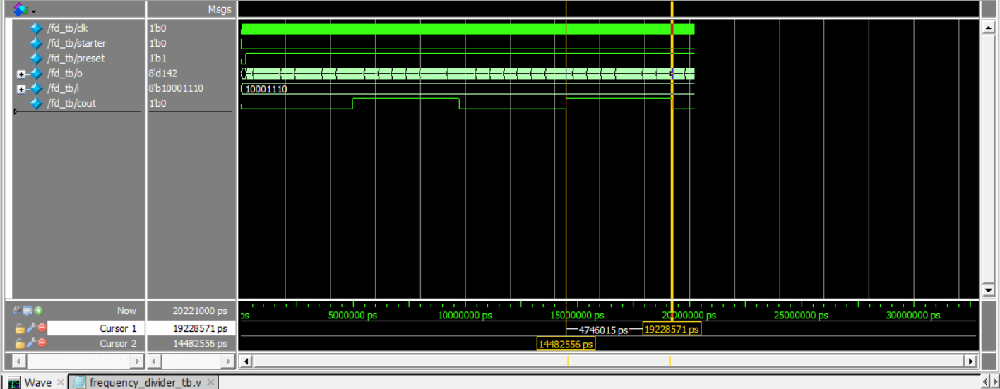 Msgs
/fd_tb/clk 1'b0
/fd_tb/starter 1'b0
/fd_tb/preset 1'b1
/fd_tb/o 8'd142
/fd_tb/i 8'b10001110 10001110
/fd_tb/cout 1'b0
Now 20221000 ps ps 5000000 ps 10000000 ps 15000000 ps 20000000 ps 25000000 ps 30000000 ps
Cursor 1 19228571 ps 4746015 ps 19228571 ps
Cursor 2 14482556 ps 14482556 ps
Wave frequency_divider_tb.v